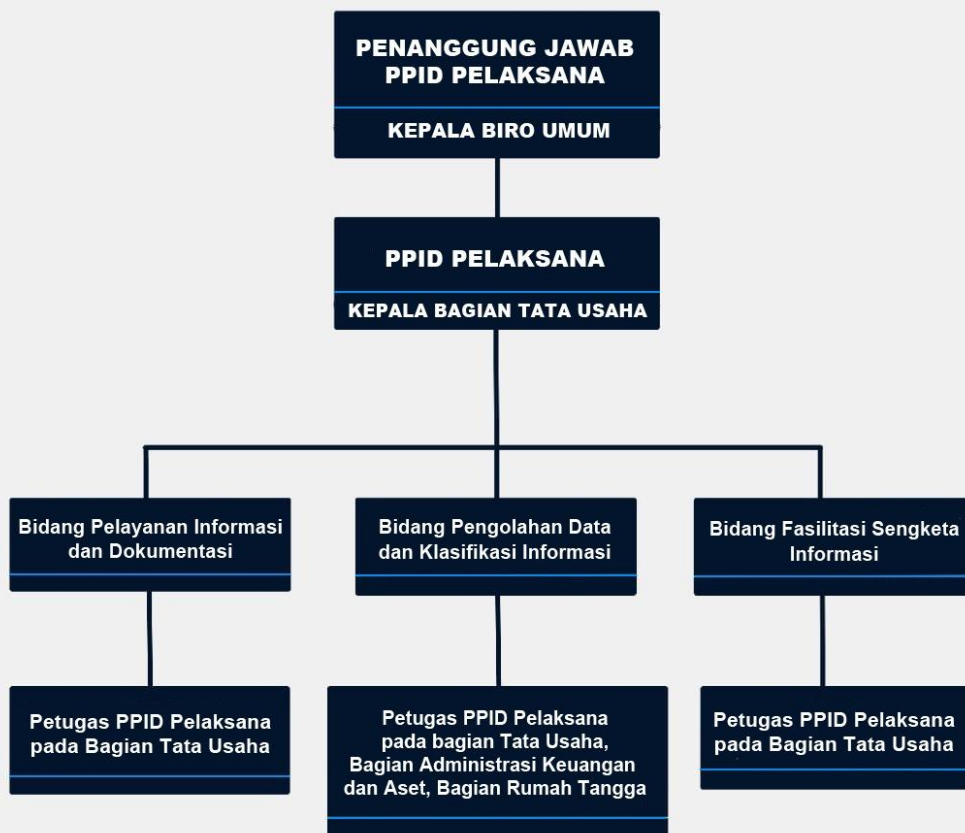 PENANGGUNG JAWAB
PPID PELAKSANA
KEPALA BIRO UMUM
PPID PELAKSANA
KEPALA BAGIAN TATA USAHA
Bidang Pelayanan Informasi
dan Dokumentasi
Bidang Pengolahan Data
dan Klasifikasi Informasi
Bidang Fasilitasi Sengketa
Informasi
Petugas PPID Pelaksana
pada Bagian Tata Usaha
Petugas PPID Pelaksana
pada bagian Tata Usaha,
Bagian Administrasi Keuangan
dan Aset, Bagian Rumah Tangga
Petugas PPID Pelaksana
pada Bagian Tata Usaha